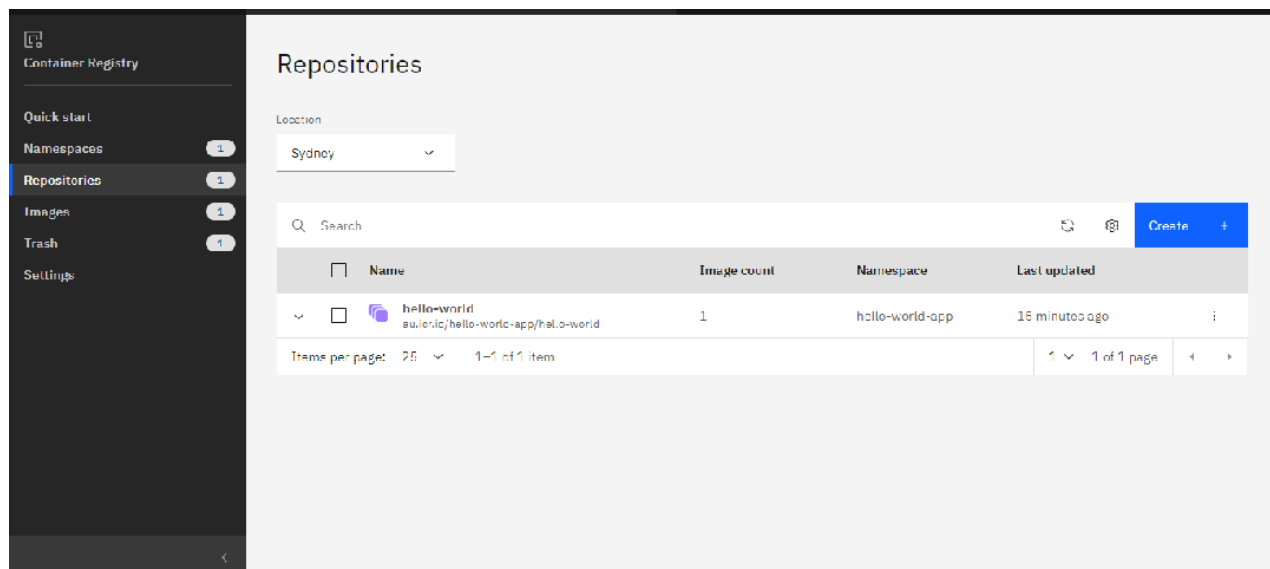 Container Registry
Quick start
Namespaces 1
Repositories 1
Images 1
Trash 1
Settings
Repositories
Location
Sydney
Search
Create +
Name Image count Namespace Last updated
hello-world
au.icr.io/hello-world-app/hello-world
1 hello-world-app 15 minutes ago
Items per page: 25 1–1 of 1 item 1 1 of 1 page